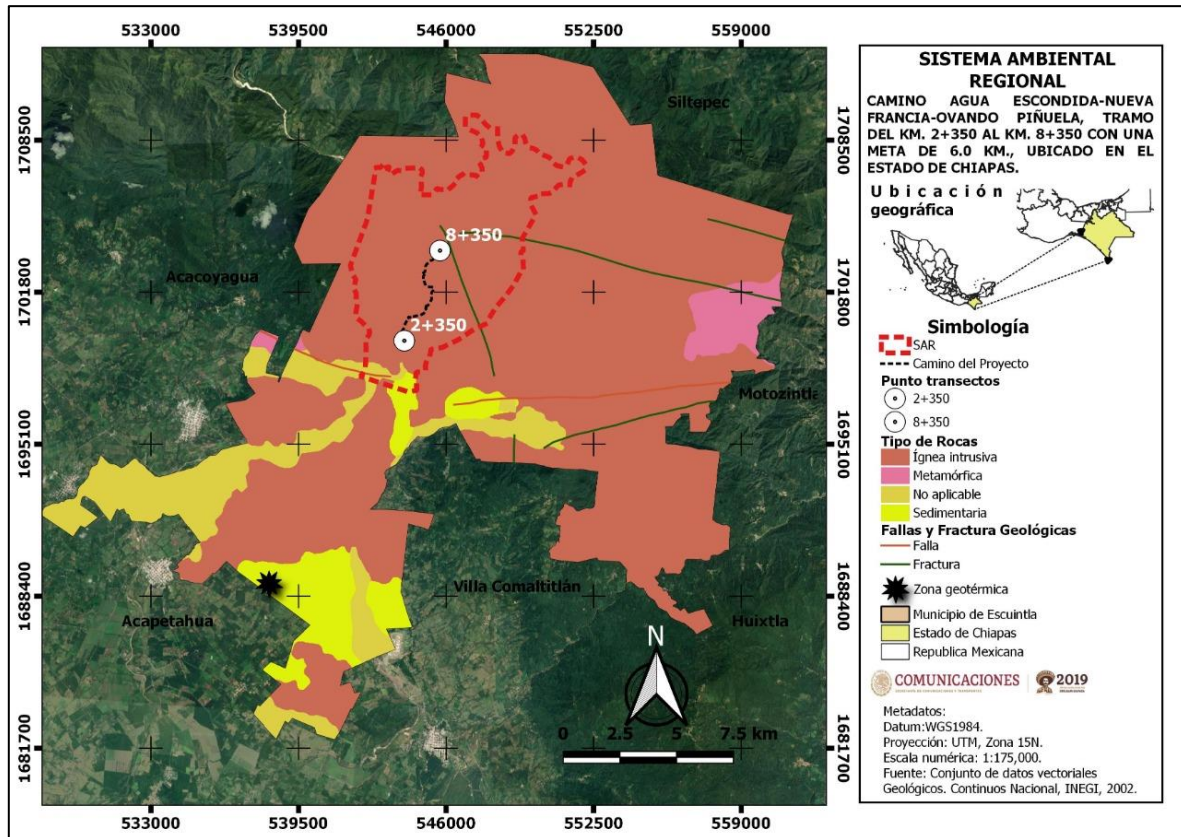 533000 539500 546000 552500 559000
Siltepec
1708500 1708500
8+350
Acacoyagua
1701800 1701800
2+350
Motozintla
1695100 1695100
Villa Comaltitlán
1688400 1688400
Acapetahua
Huixtla
N
0 2.5 5 7.5 km
1681700 1681700
533000 539500 546000 552500 559000
SISTEMA AMBIENTAL
REGIONAL
CAMINO AGUA ESCONDIDA-NUEVA
FRANCIA-OVANDO PIÑUELA, TRAMO
DEL KM. 2+350 AL KM. 8+350 CON UNA
META DE 6.0 KM., UBICADO EN EL
ESTADO DE CHIAPAS.
Ubicación
geográfica
Simbología
SAR
Camino del Proyecto
Punto transectos
2+350
8+350
Tipo de Rocas
Ígnea intrusiva
Metamórfica
No aplicable
Sedimentaria
Fallas y Fractura Geológicas
Falla
Fractura
Zona geotérmica
Municipio de Escuintla
Estado de Chiapas
Republica Mexicana
COMUNICACIONES
2019
Metadatos:
Datum:WGS1984.
Proyección: UTM, Zona 15N.
Escala numérica: 1:175,000.
Fuente: Conjunto de datos vectoriales
Geológicos. Continuos Nacional, INEGI, 2002.